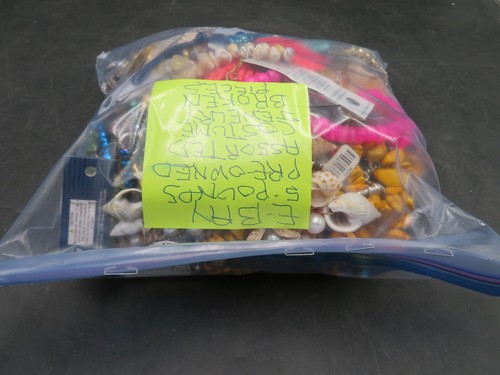 E-BAY
5-POUNDS
PRE-OWNED
ASSORTED
COSTUME
JEWELRY
BROKEN
PIECES